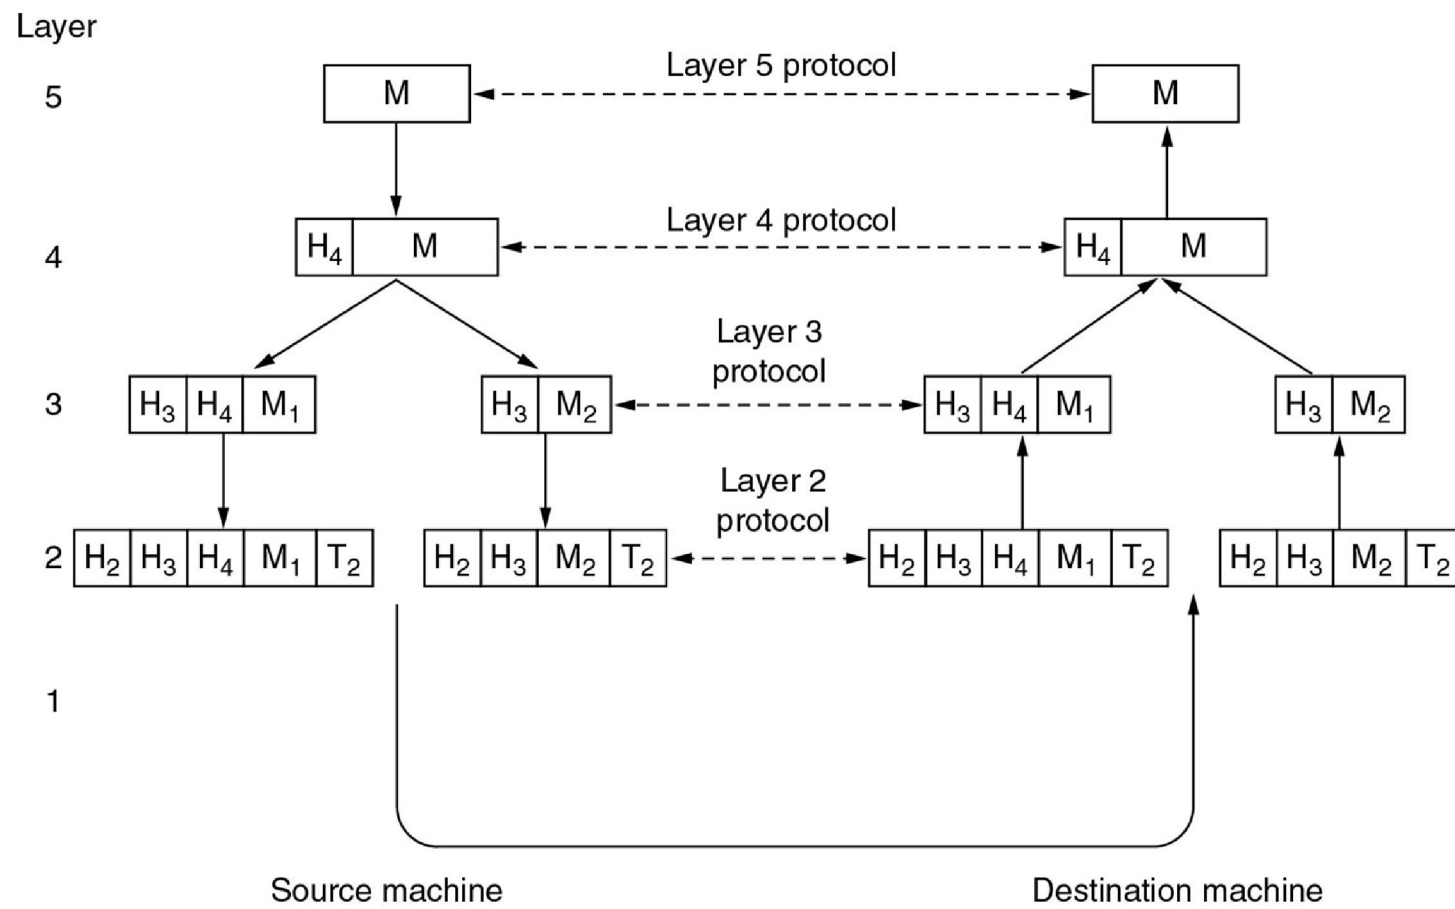 Layer
5 M Layer 5 protocol M
4 H4 M Layer 4 protocol H4 M
Layer 3
protocol
3 H3 H4 M1 H3 M2 H3 H4 M1 H3 M2
Layer 2
protocol
2 H2 H3 H4 M1 T2 H2 H3 M2 T2 H2 H3 H4 M1 T2 H2 H3 M2 T2
1
Source machine Destination machine